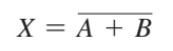 X = \overline{A + B}